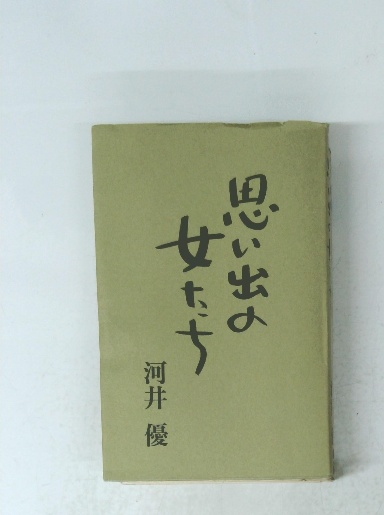 思い出の
女たち
河井 優